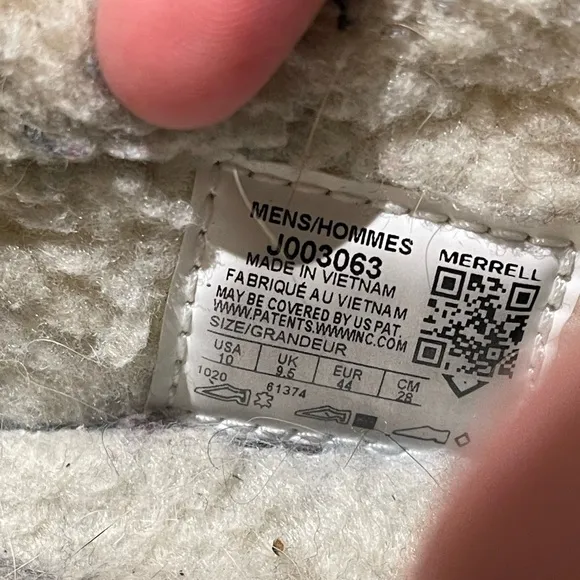 MENS/HOMMES
J003063
MERRELL
MADE IN VIETNAM
FABRIQUÉ AU VIETNAM
MAY BE COVERED BY US PAT.
WWW.PATENTS.WWWINC.COM
SIZE/GRANDEUR
USA UK EUR CM
10 9.5 44 28
1020 61374